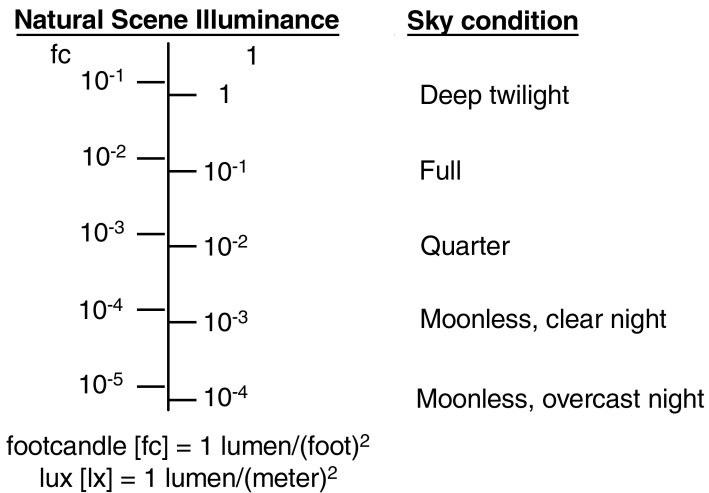 Natural Scene Illuminance Sky condition
fc 1
10⁻¹
1 Deep twilight
10⁻²
10⁻¹ Full
10⁻³
10⁻² Quarter
10⁻⁴
10⁻³ Moonless, clear night
10⁻⁵
10⁻⁴ Moonless, overcast night
footcandle [fc] = 1 lumen/(foot)²
lux [lx] = 1 lumen/(meter)²